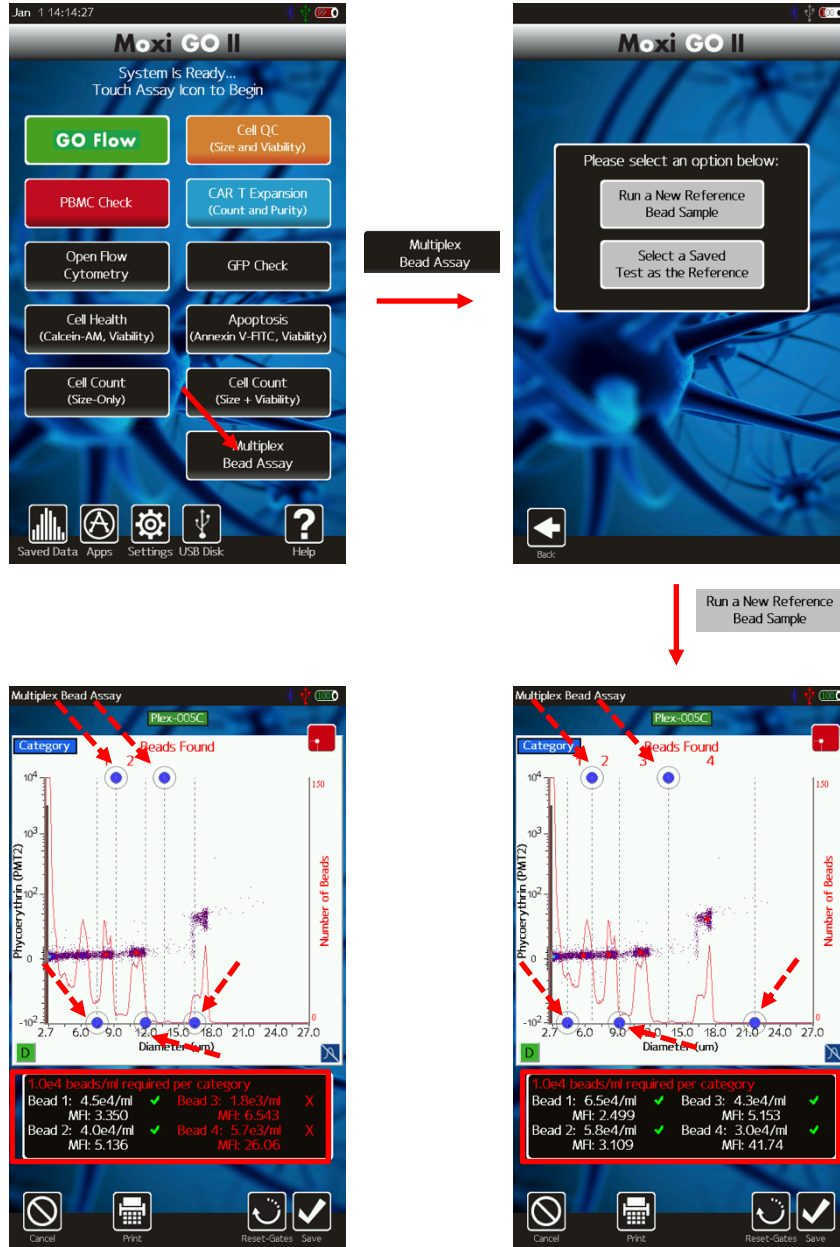 Jan 1 14:14:27
99
Moxi GO II
System Is Ready...
Touch Assay Icon to Begin
GO Flow
Cell QC
(Size and Viability)
PBMC Check
CAR T Expansion
(Count and Purity)
Open Flow
Cytometry
GFP Check
Cell Health
(Calcein-AM, Viability)
Apoptosis
(Annexin V-FITC, Viability)
Cell Count
(Size-Only)
Cell Count
(Size + Viability)
Multiplex
Bead Assay
Saved Data Apps Settings USB Disk Help
Multiplex
Bead Assay
Moxi GO II
Please select an option below:
Run a New Reference
Bead Sample
Select a Saved
Test as the Reference
Back
Run a New Reference
Bead Sample
Multiplex Bead Assay
100
Plex-005C
Category
Beads Found
1 2
10⁴
10³
10²
0
-10²
Phycoerythrin (PMT2)
150
0
Number of Beads
2.7 6.0 9.0 12.0 15.0 18.0 21.0 24.0 27.0
Diameter (um)
D
1.0e4 beads/ml required per category
Bead 1: 4.5e4/ml Bead 3: 1.8e3/ml X
MFI: 3.350 MFI: 6.543
Bead 2: 4.0e4/ml Bead 4: 5.7e3/ml X
MFI: 5.136 MFI: 26.06
Cancel Print Reset-Gates Save
Multiplex Bead Assay
100
Plex-005C
Category
Beads Found
1 2 3 4
10⁴
10³
10²
0
-10²
Phycoerythrin (PMT2)
150
0
Number of Beads
2.7 6.0 9.0 15.0 18.0 21.0 24.0 27.0
Diameter (um)
D
1.0e4 beads/ml required per category
Bead 1: 6.5e4/ml Bead 3: 4.3e4/ml
MFI: 2.499 MFI: 5.153
Bead 2: 5.8e4/ml Bead 4: 3.0e4/ml
MFI: 3.109 MFI: 41.74
Cancel Print Reset-Gates Save